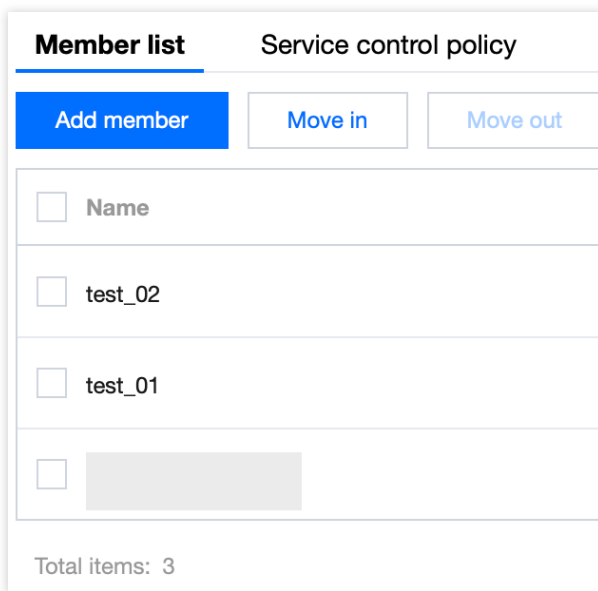 Member list Service control policy
Add member Move in Move out
Name
test_02
test_01
Total items: 3